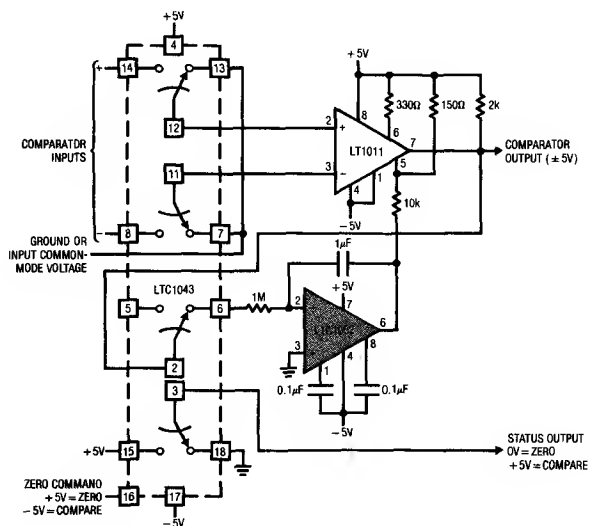 +5V
4
14
13
+
12
COMPARATOR
INPUTS
11
–
8
7
GROUND OR
INPUT COMMON-
MODE VOLTAGE
+5V
330Ω
150Ω
2k
8
6
2
+
7
LT1011
COMPARATOR
OUTPUT (±5V)
3
–
5
4
1
–5V
10k
1µF
LTC1043
5
6
1M
+5V
2
–
7
6
3
+
8
1
4
0.1µF
0.1µF
–5V
2
3
+5V
15
18
STATUS OUTPUT
0V = ZERO
+5V = COMPARE
ZERO COMMANO
+5V = ZERO
–5V = COMPARE
16
17
–5V